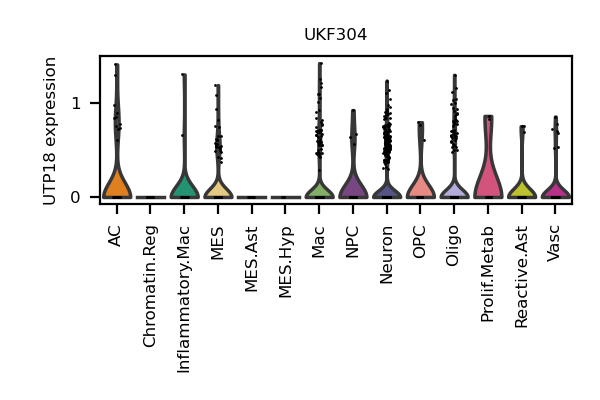 UKF304
UTP18 expression
1
0
AC
Chromatin.Reg
Inflammatory.Mac
MES
MES.Ast
MES.Hyp
Mac
NPC
Neuron
OPC
Oligo
Prolif.Metab
Reactive.Ast
Vasc